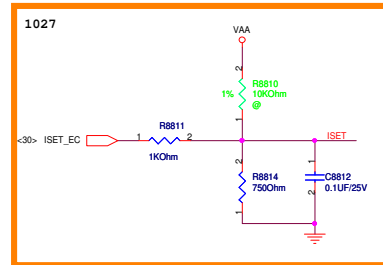 1027
VAA
2
R8810
1% 10KOhm
@
1
R8811
<30> ISET_EC 1 2 ISET
1KOhm
2 1
R8814 C8812
750Ohm 0.1UF/25V
1 2